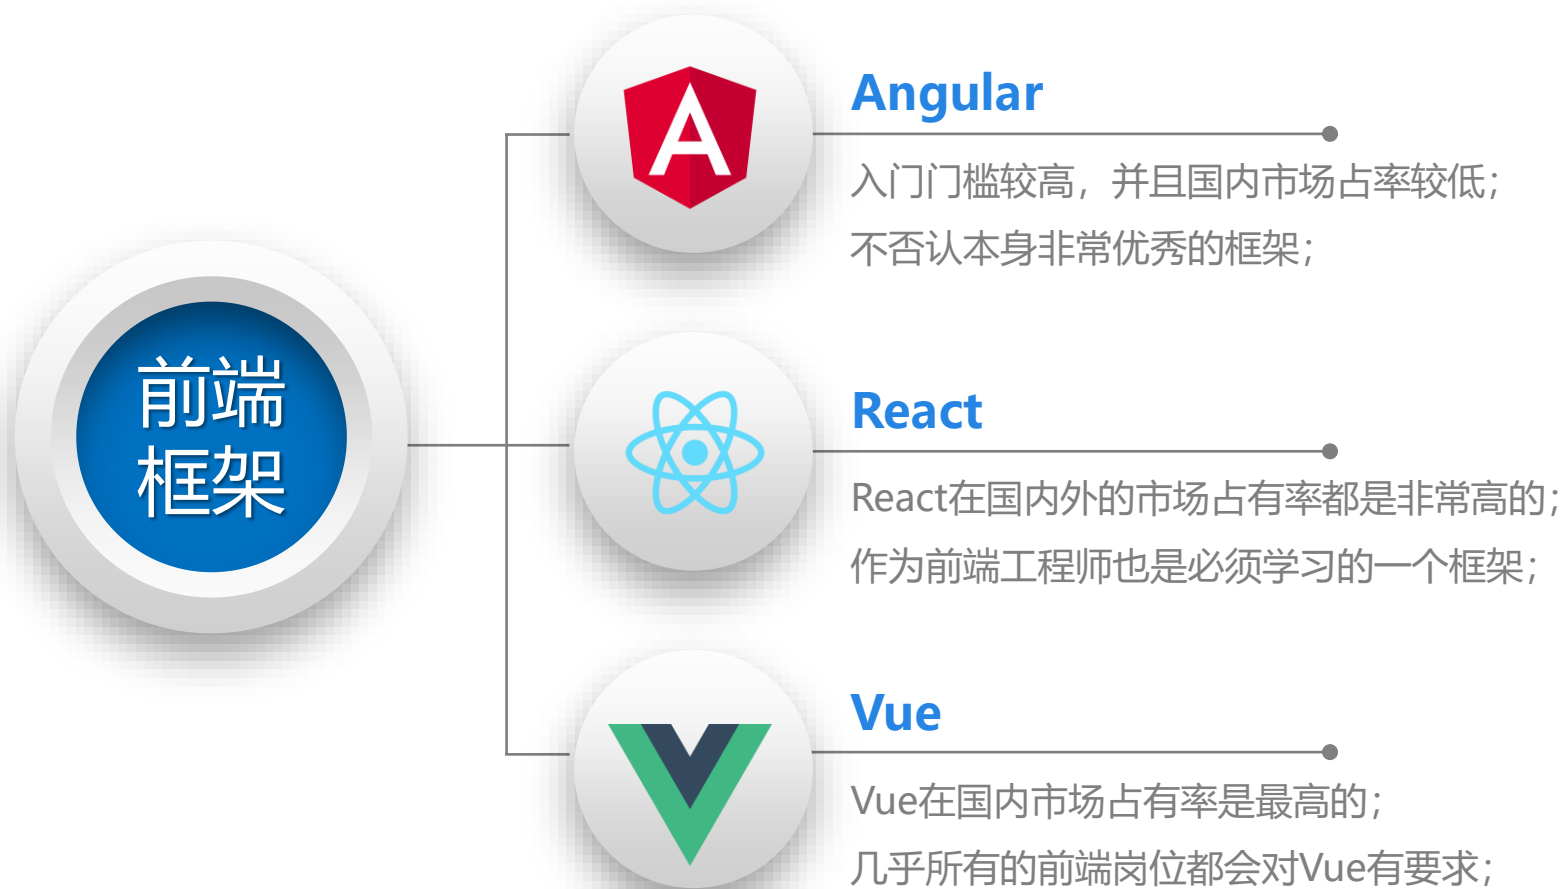 前端
框架
Angular
入门门槛较高，并且国内市场占率较低；
不否认本身非常优秀的框架；
React
React在国内外的市场占有率都是非常高的；
作为前端工程师也是必须学习的一个框架；
Vue
Vue在国内市场占有率是最高的；
几乎所有的前端岗位都会对Vue有要求；